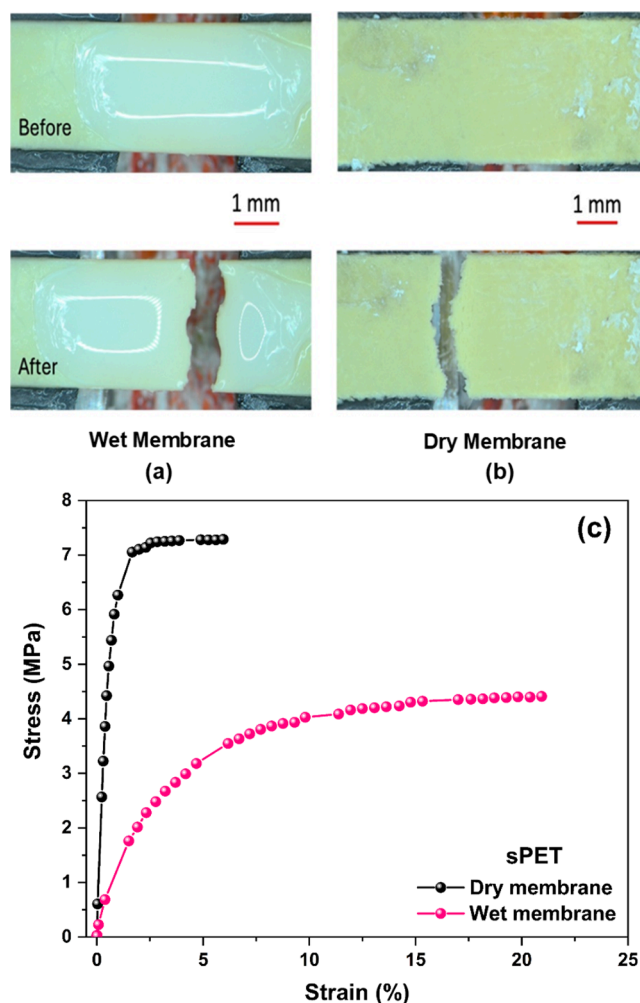 Before
1 mm
1 mm
After
Wet Membrane
Dry Membrane
(a)
(b)
(c)
8
7
6
5
4
3
2
1
0
Stress (MPa)
sPET
Dry membrane
Wet membrane
0
5
10
15
20
25
Strain (%)